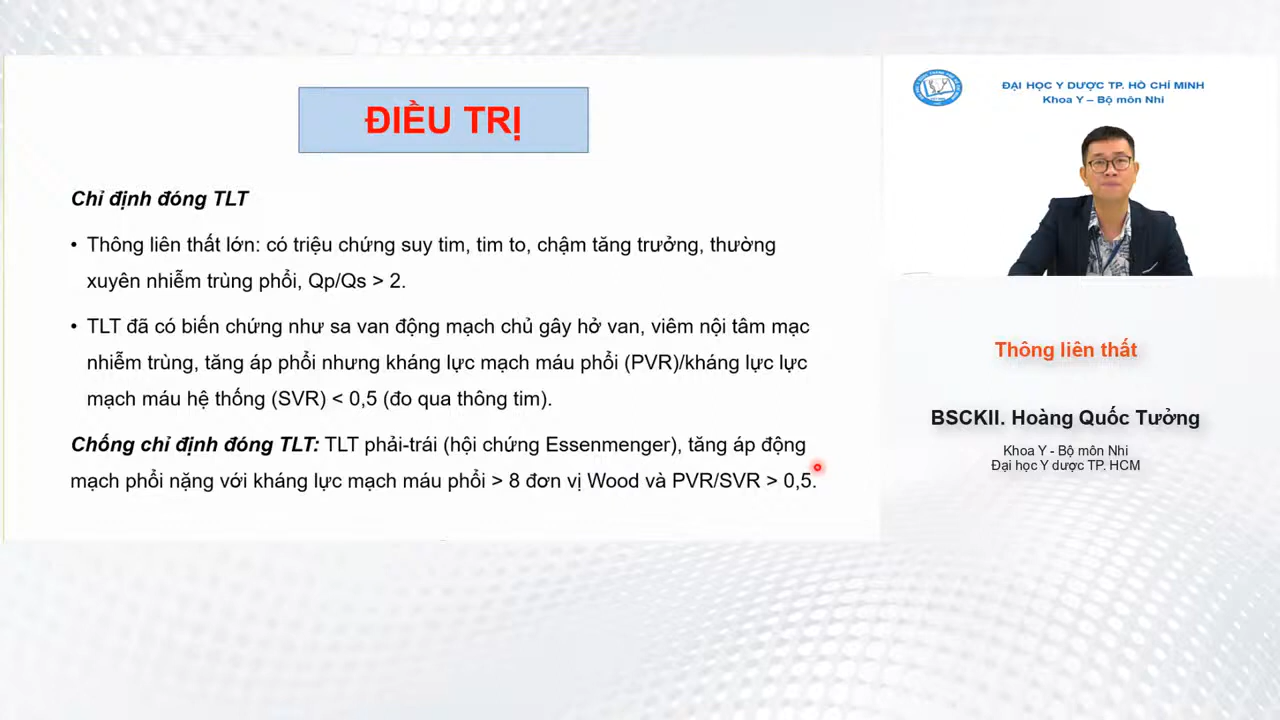 ĐIỀU TRỊ
Chỉ định đóng TLT
• Thông liên thất lớn: có triệu chứng suy tim, tim to, chậm tăng trưởng, thường
xuyên nhiễm trùng phổi, Qp/Qs > 2.
• TLT đã có biến chứng như sa van động mạch chủ gây hở van, viêm nội tâm mạc
nhiễm trùng, tăng áp phổi nhưng kháng lực mạch máu phổi (PVR)/kháng lực lực
mạch máu hệ thống (SVR) < 0,5 (đo qua thông tim).
Chống chỉ định đóng TLT: TLT phải-trái (hội chứng Essenmenger), tăng áp động
mạch phổi nặng với kháng lực mạch máu phổi > 8 đơn vị Wood và PVR/SVR > 0,5.
ĐẠI HỌC Y DƯỢC TP. HỒ CHÍ MINH
Khoa Y – Bộ môn Nhi
Thông liên thất
BSCKII. Hoàng Quốc Tưởng
Khoa Y - Bộ môn Nhi
Đại học Y dược TP. HCM